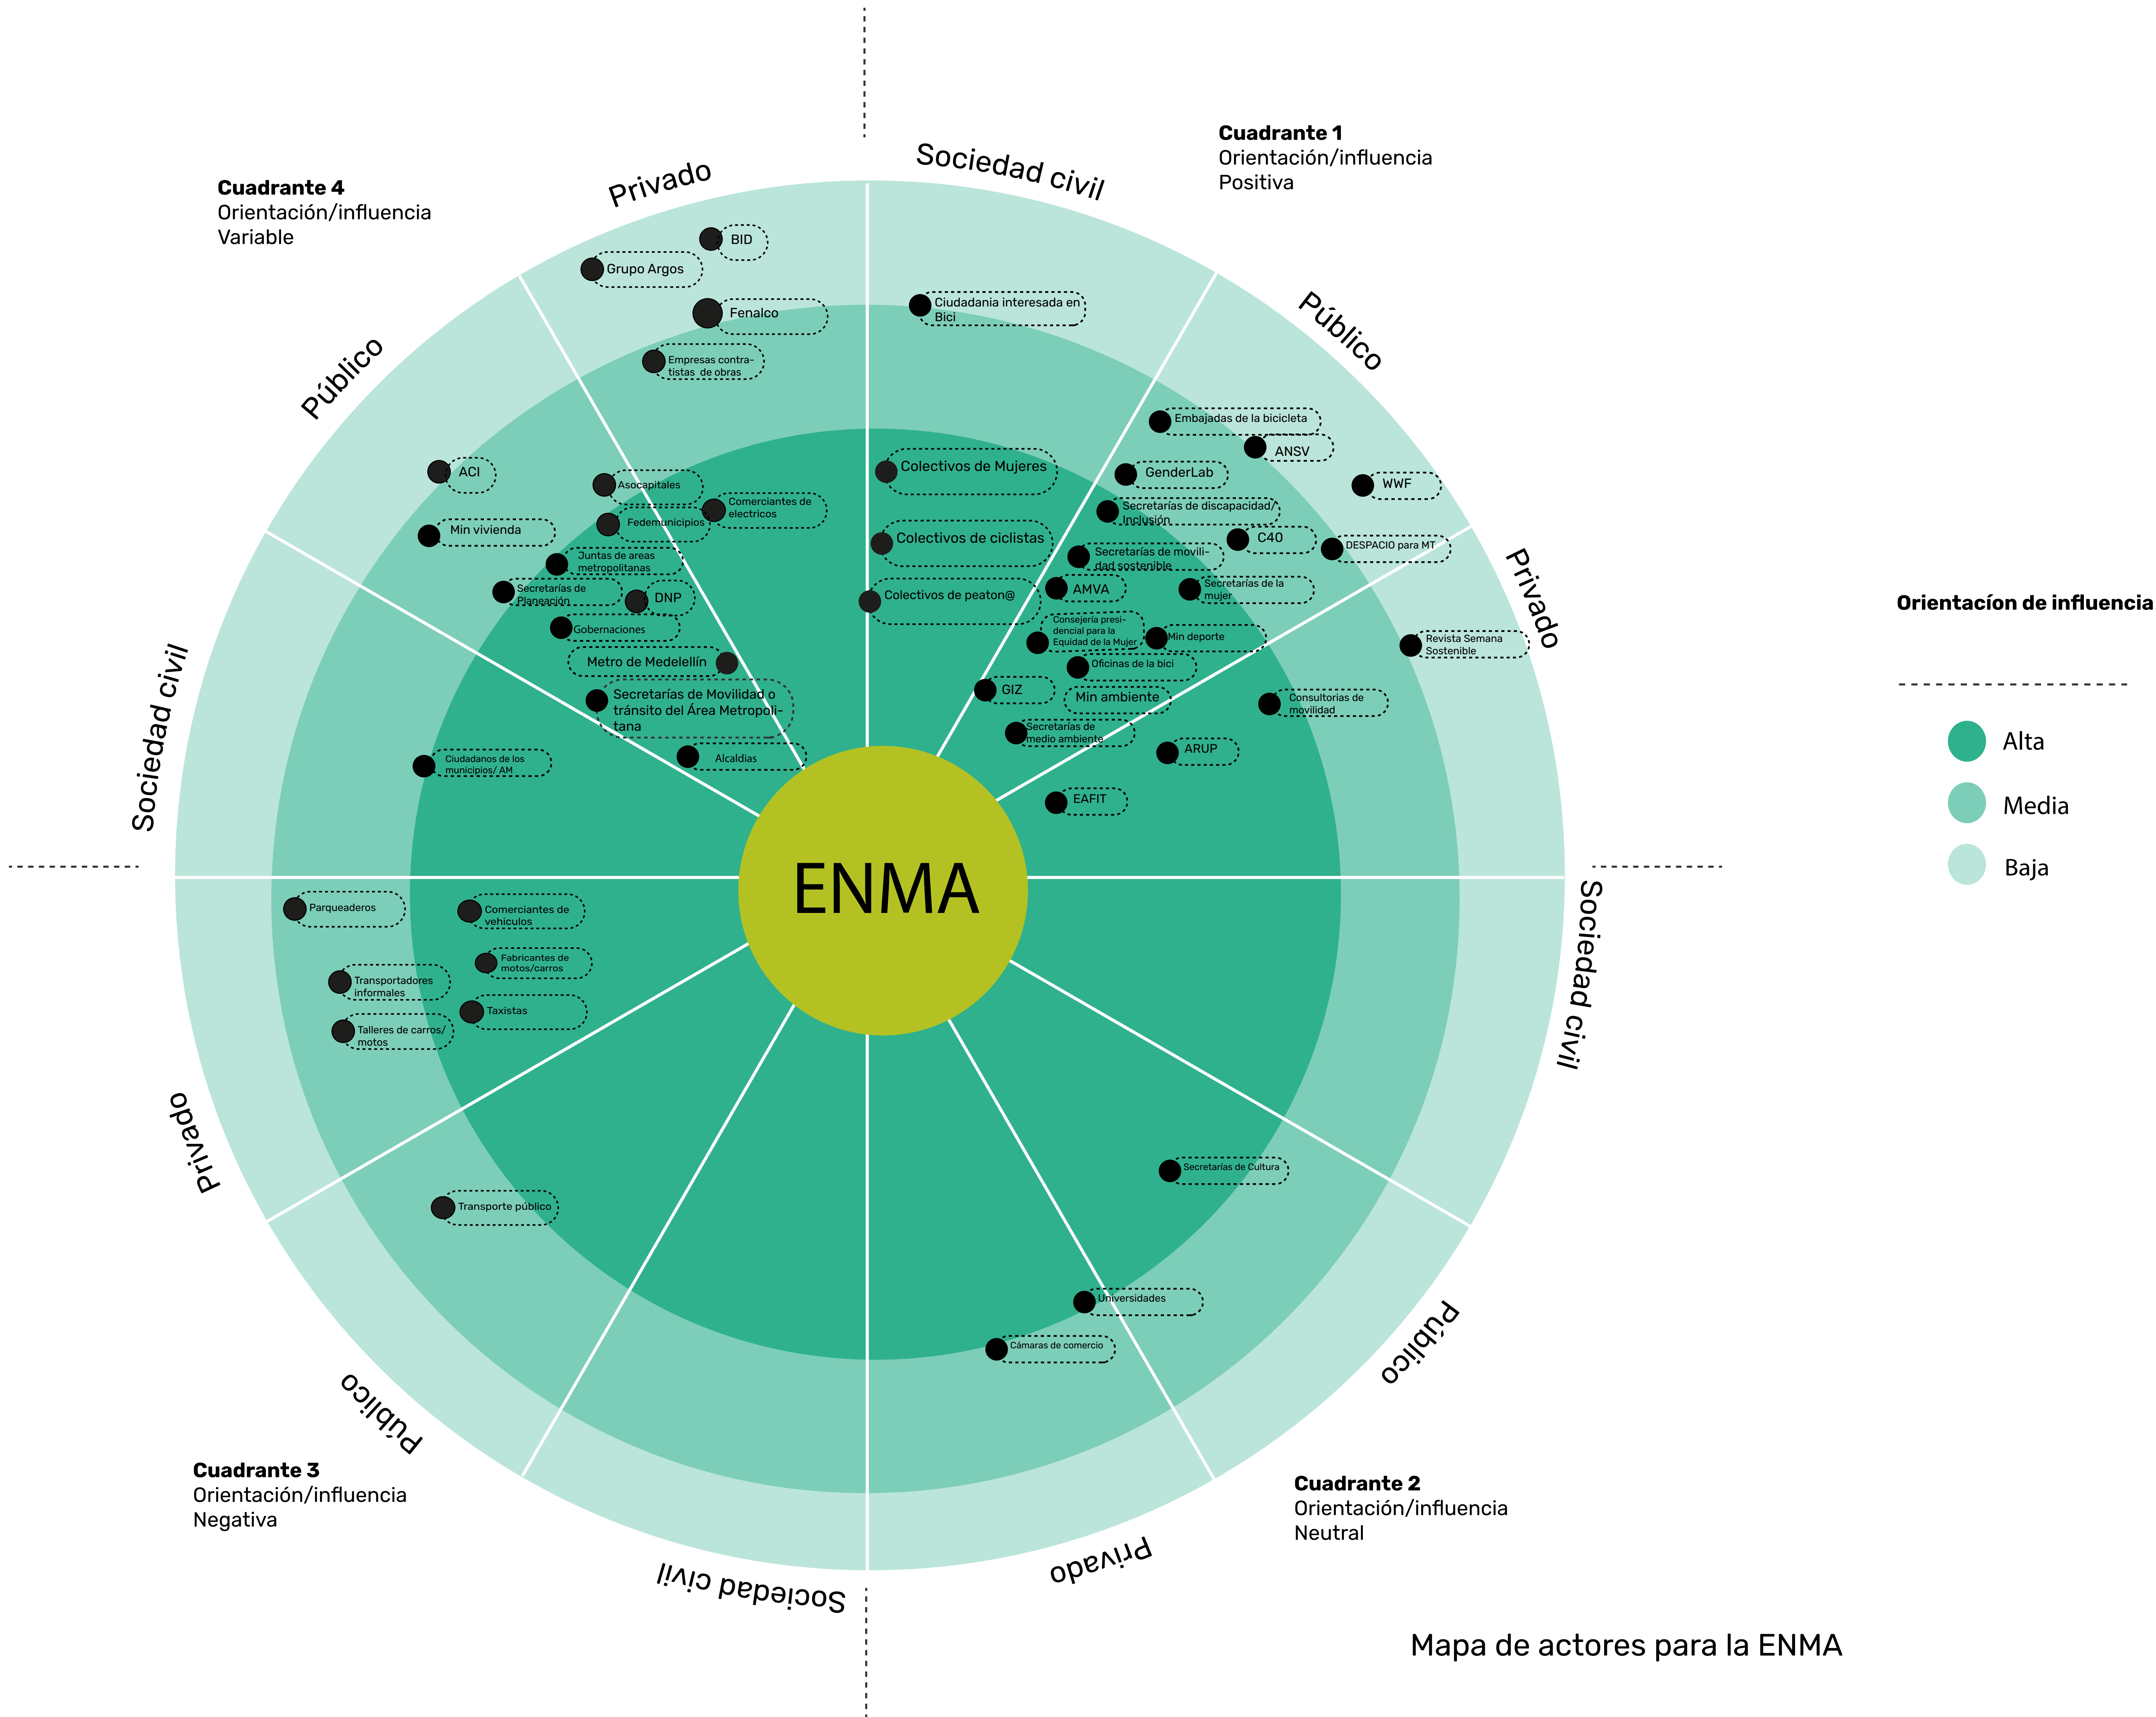 Cuadrante 1
Orientación/influencia
Positiva
Sociedad civil
Privado
Cuadrante 4
Orientación/influencia
Variable
BID
Grupo Argos
Fenalco
Empresas contra-
tistas de obras
Ciudadania interesada en
Bici
Público
Público
ACI
Min vivienda
Asocapitales
Comerciantes de
electricos
Fedemunicipios
Juntas de areas
metropolitanas
Secretarías de
Planeación
DNP
Gobernaciones
Metro de Medelellín
Secretarías de Movilidad o
tránsito del Área Metropoli-
tana
Alcaldias
Colectivos de Mujeres
Colectivos de ciclistas
Colectivos de peaton@
Embajadas de la bicicleta
ANSV
GenderLab
WWF
Secretarías de discapacidad/
Inclusión
C40
DESPACIO para MT
Secretarías de movili-
dad sostenible
AMVA
Secretarías de la
mujer
Consejería presi-
dencial para la
Equidad de la Mujer
Min deporte
Oficinas de la bici
GIZ
Min ambiente
Secretarías de
medio ambiente
Privado
Revista Semana
Sostenible
Consultorias de
movilidad
ARUP
EAFIT
Orientacíon de influencia
Alta
Media
Baja
Sociedad civil
Ciudadanos de los
municipios/ AM
ENMA
Sociedad civil
Parqueaderos
Comerciantes de
vehiculos
Fabricantes de
motos/carros
Transportadores
informales
Taxistas
Talleres de carros/
motos
Privado
Transporte público
Secretarías de Cultura
Universidades
Cámaras de comercio
Público
Público
Cuadrante 3
Orientación/influencia
Negativa
Cuadrante 2
Orientación/influencia
Neutral
Sociedad civil
Privado
Mapa de actores para la ENMA